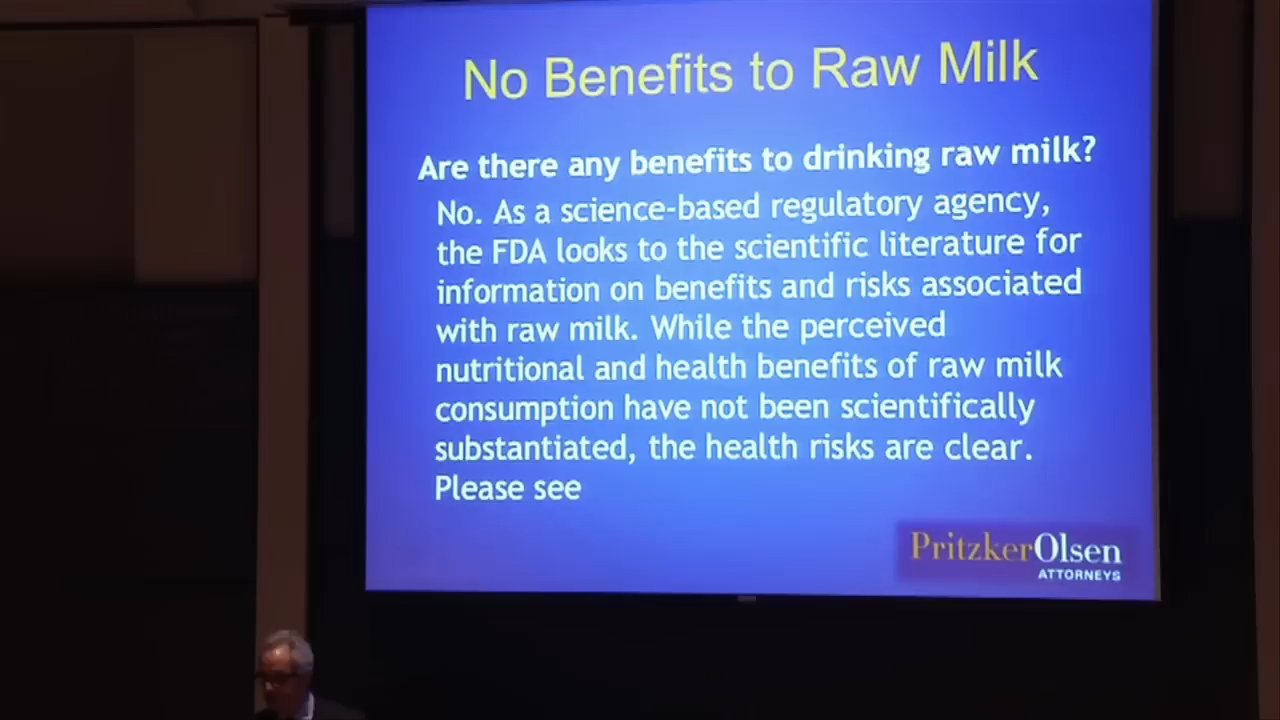 No Benefits to Raw Milk
Are there any benefits to drinking raw milk?
No. As a science-based regulatory agency,
the FDA looks to the scientific literature for
information on benefits and risks associated
with raw milk. While the perceived
nutritional and health benefits of raw milk
consumption have not been scientifically
substantiated, the health risks are clear.
Please see
PritzkerOlsen
ATTORNEYS